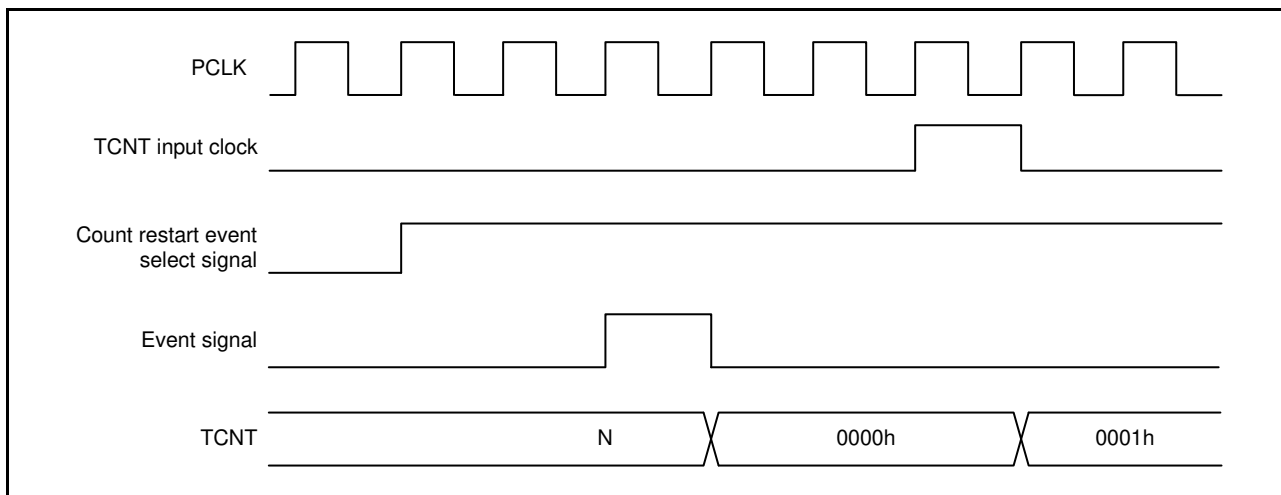 PCLK
TCNT input clock
Count restart event
select signal
Event signal
TCNT
N
0000h
0001h